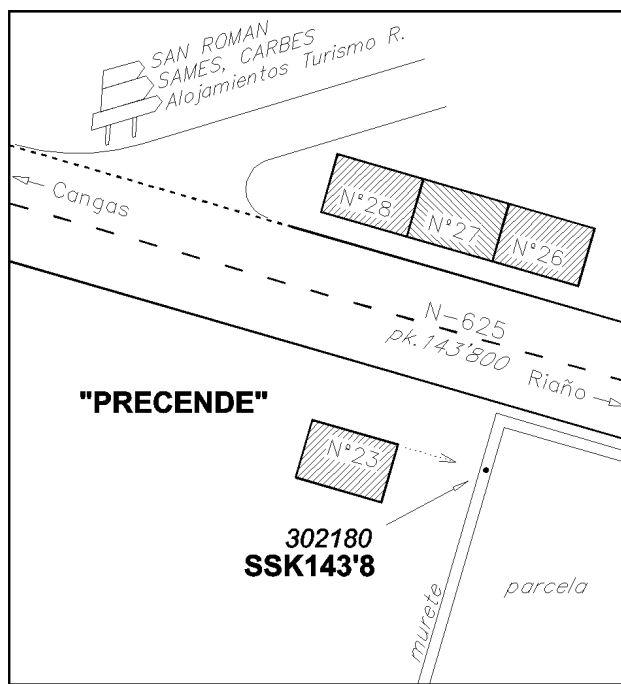 SAN ROMAN
SAMES, CARBES
Alojamientos Turismo R.
← Cangas
N°28
N°27
N°26
N-625
pk.143'800
Riaño →
"PRECENDE"
N°23
302180
SSK143'8
murete
parcela